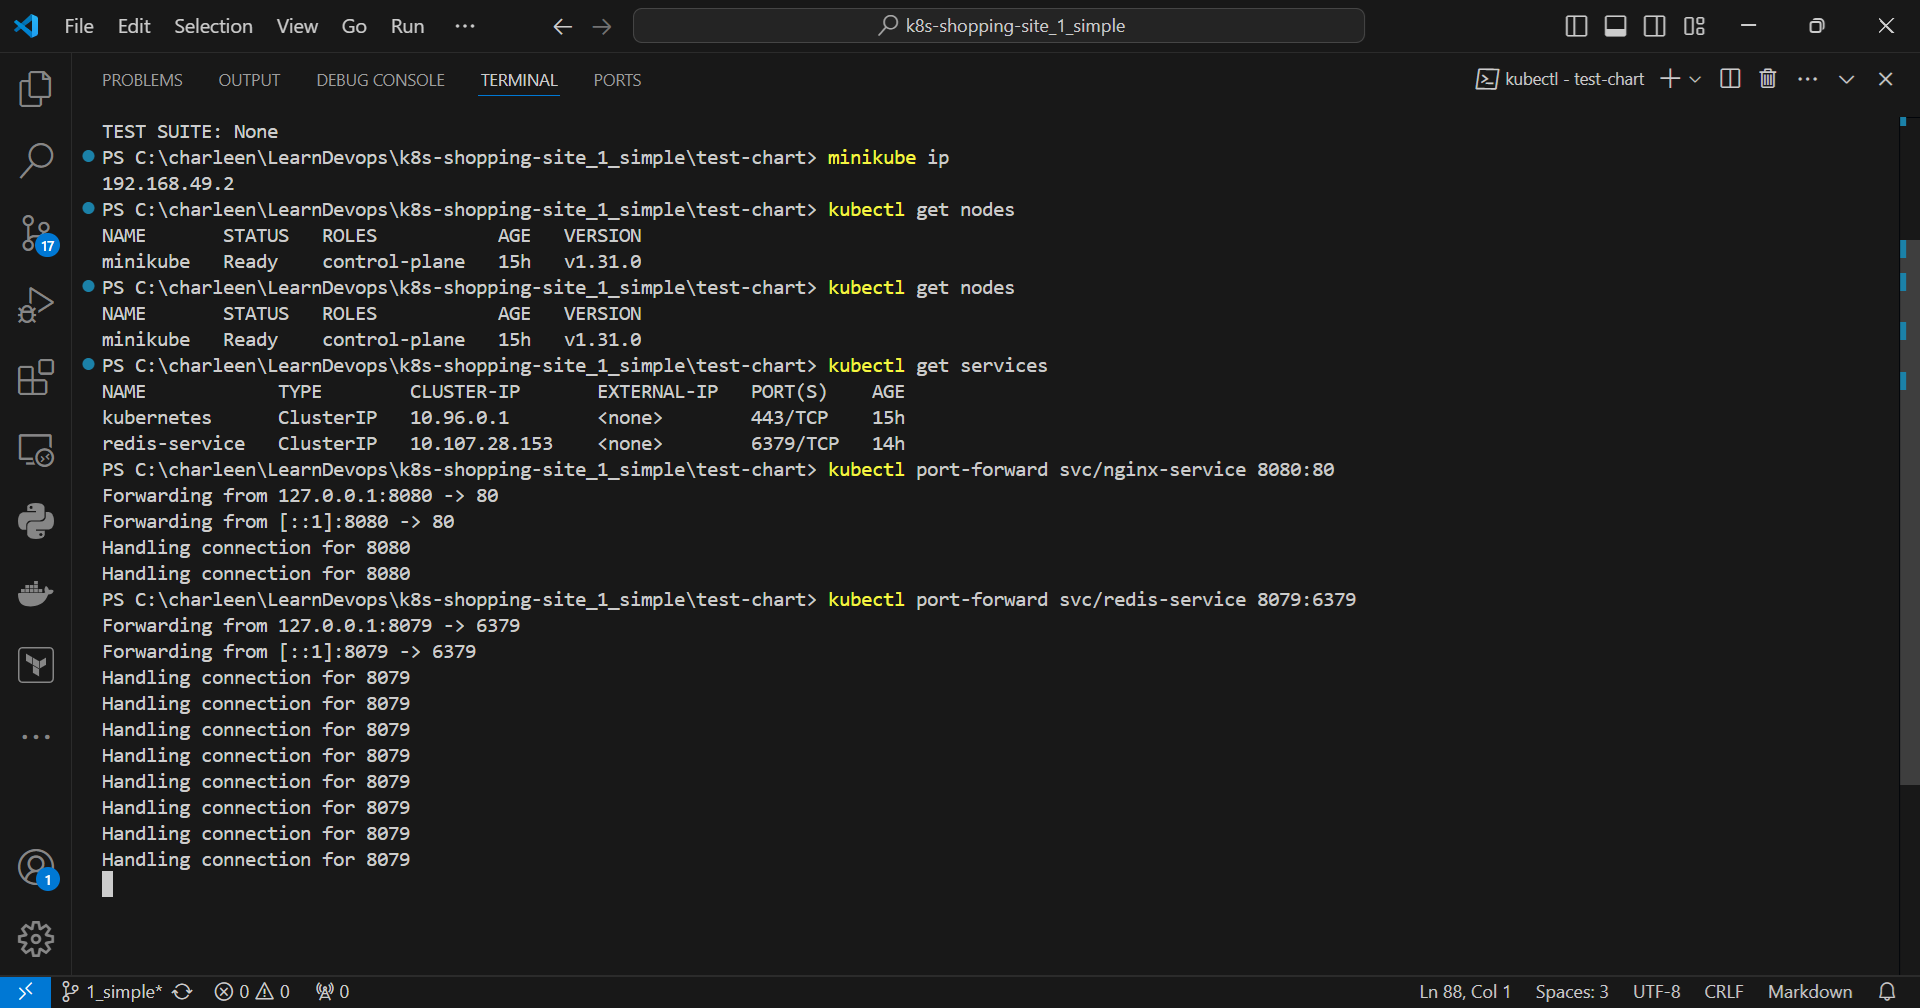 File Edit Selection View Go Run ···
k8s-shopping-site_1_simple
PROBLEMS OUTPUT DEBUG CONSOLE TERMINAL PORTS
kubectl - test-chart
TEST SUITE: None
PS C:\charleen\LearnDevops\k8s-shopping-site_1_simple\test-chart> minikube ip
192.168.49.2
PS C:\charleen\LearnDevops\k8s-shopping-site_1_simple\test-chart> kubectl get nodes
NAME STATUS ROLES AGE VERSION
minikube Ready control-plane 15h v1.31.0
PS C:\charleen\LearnDevops\k8s-shopping-site_1_simple\test-chart> kubectl get nodes
NAME STATUS ROLES AGE VERSION
minikube Ready control-plane 15h v1.31.0
PS C:\charleen\LearnDevops\k8s-shopping-site_1_simple\test-chart> kubectl get services
NAME TYPE CLUSTER-IP EXTERNAL-IP PORT(S) AGE
kubernetes ClusterIP 10.96.0.1 <none> 443/TCP 15h
redis-service ClusterIP 10.107.28.153 <none> 6379/TCP 14h
PS C:\charleen\LearnDevops\k8s-shopping-site_1_simple\test-chart> kubectl port-forward svc/nginx-service 8080:80
Forwarding from 127.0.0.1:8080 -> 80
Forwarding from [::1]:8080 -> 80
Handling connection for 8080
Handling connection for 8080
PS C:\charleen\LearnDevops\k8s-shopping-site_1_simple\test-chart> kubectl port-forward svc/redis-service 8079:6379
Forwarding from 127.0.0.1:8079 -> 6379
Forwarding from [::1]:8079 -> 6379
Handling connection for 8079
Handling connection for 8079
Handling connection for 8079
Handling connection for 8079
Handling connection for 8079
Handling connection for 8079
Handling connection for 8079
Handling connection for 8079
17
1
1_simple* 0 0 0
Ln 88, Col 1 Spaces: 3 UTF-8 CRLF Markdown